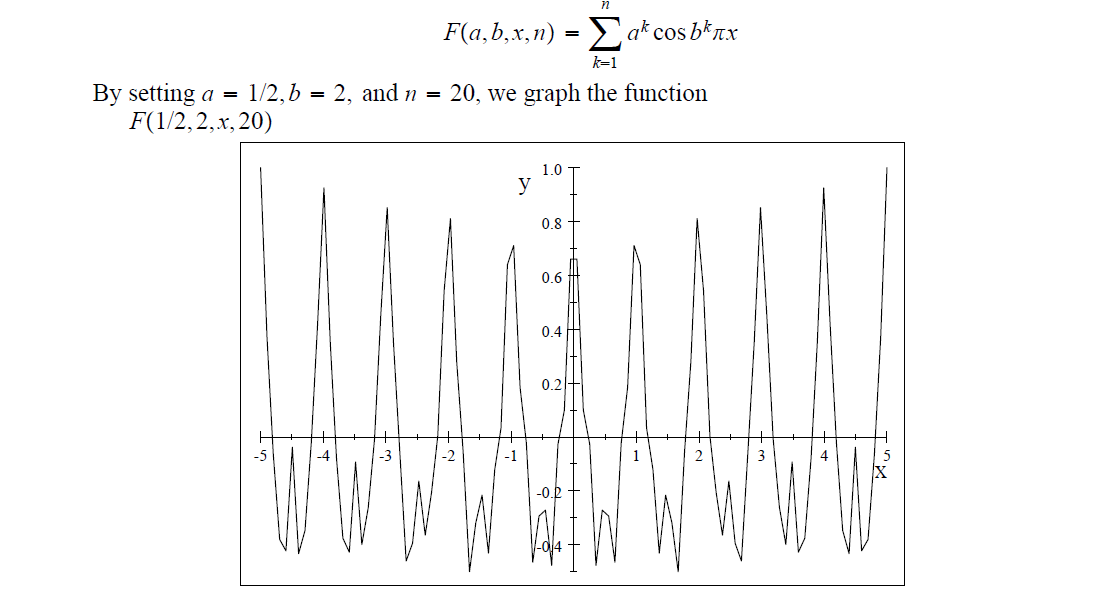 n
F(a,b,x,n) = ∑ a^k cos b^k πx
k=1
By setting a = 1/2, b = 2, and n = 20, we graph the function
F(1/2, 2, x, 20)
1.0
y
0.8
0.6
0.4
0.2
-5 -4 -3 -2 -1 1 2 3 4 5
x
-0.2
-0.4